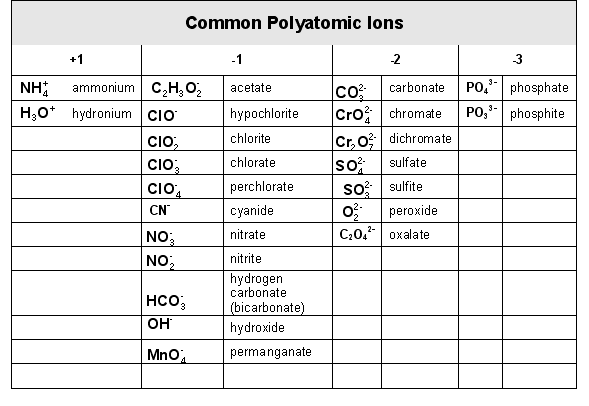 Common Polyatomic Ions
+1 -1 -2 -3
NH₄⁺ ammonium C₂H₃O₂⁻ acetate CO₃²⁻ carbonate PO₄³⁻ phosphate
H₃O⁺ hydronium ClO⁻ hypochlorite CrO₄²⁻ chromate PO₃³⁻ phosphite
ClO₂⁻ chlorite Cr₂O₇²⁻ dichromate
ClO₃⁻ chlorate SO₄²⁻ sulfate
ClO₄⁻ perchlorate SO₃²⁻ sulfite
CN⁻ cyanide O₂²⁻ peroxide
NO₃⁻ nitrate C₂O₄²⁻ oxalate
NO₂⁻ nitrite
HCO₃⁻ hydrogen
carbonate
(bicarbonate)
OH⁻ hydroxide
MnO₄⁻ permanganate